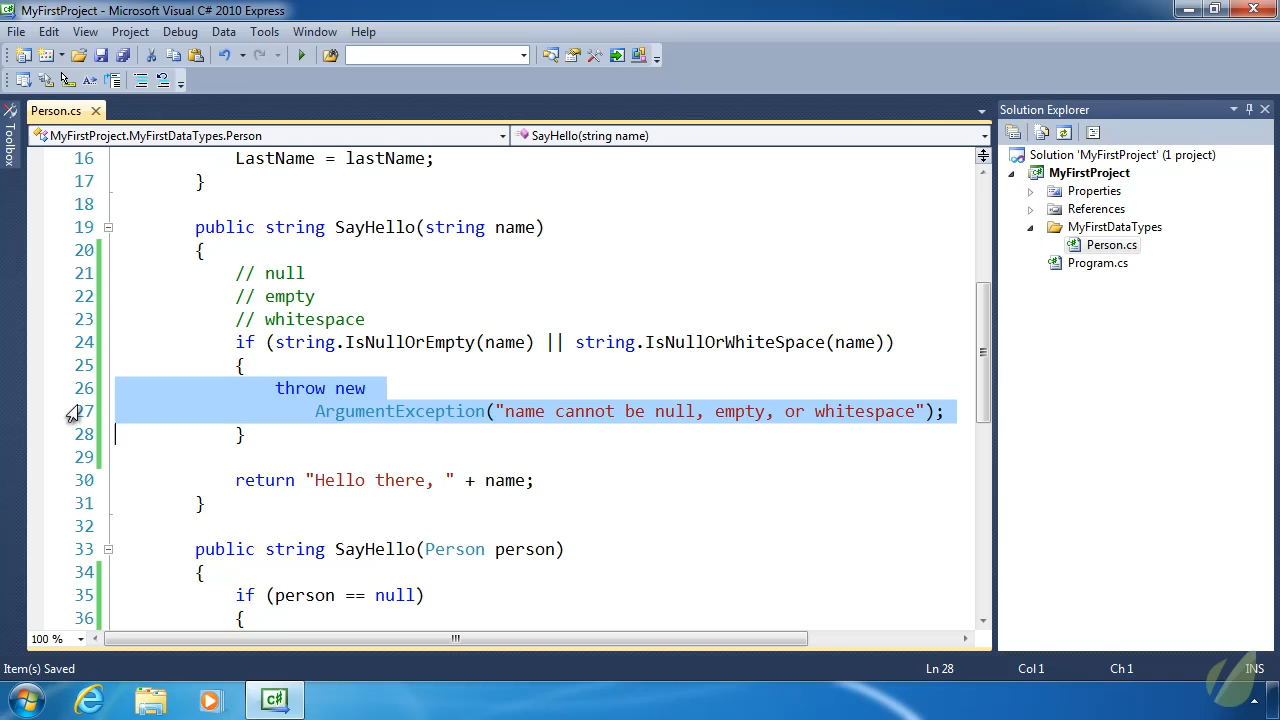 MyFirstProject - Microsoft Visual C# 2010 Express
File Edit View Project Debug Data Tools Window Help
Person.cs
Toolbox
MyFirstProject.MyFirstDataTypes.Person
SayHello(string name)
16 LastName = lastName;
17 }
18
19 public string SayHello(string name)
20 {
21 // null
22 // empty
23 // whitespace
24 if (string.IsNullOrEmpty(name) || string.IsNullOrWhiteSpace(name))
25 {
26 throw new
27 ArgumentException("name cannot be null, empty, or whitespace");
28 }
29
30 return "Hello there, " + name;
31 }
32
33 public string SayHello(Person person)
34 {
35 if (person == null)
36 {
100 %
Solution Explorer
Solution 'MyFirstProject' (1 project)
MyFirstProject
Properties
References
MyFirstDataTypes
Person.cs
Program.cs
Item(s) Saved
Ln 28 Col 1 Ch 1 INS